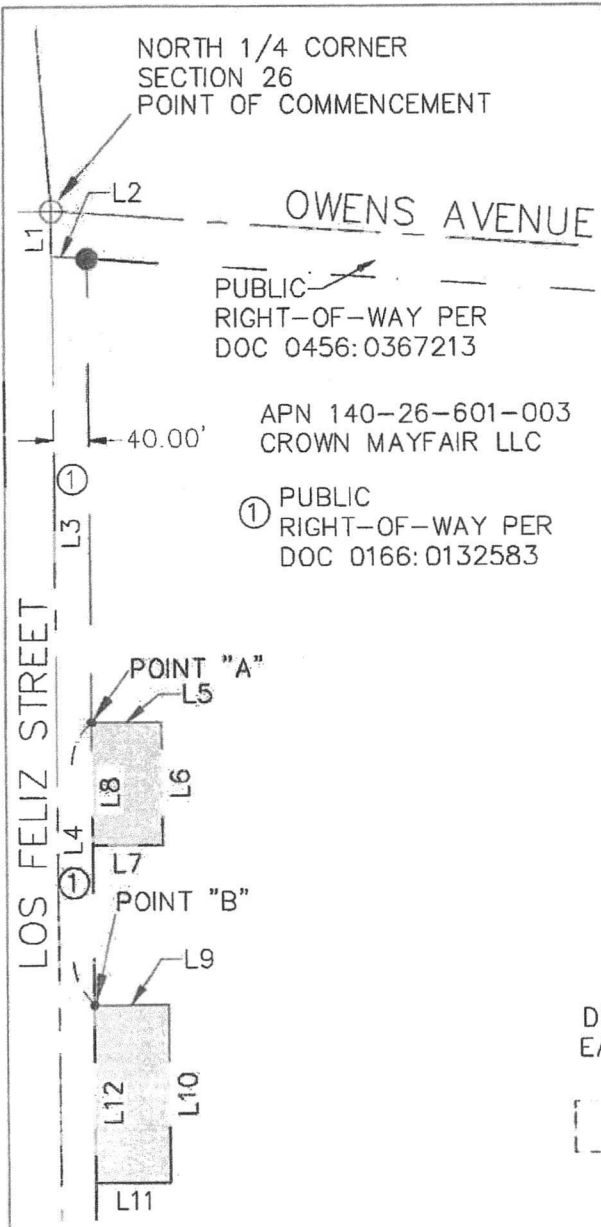 NORTH 1/4 CORNER
SECTION 26
POINT OF COMMENCEMENT
L2
L1
OWENS AVENUE
PUBLIC
RIGHT-OF-WAY PER
DOC 0456:0367213
40.00'
APN 140-26-601-003
CROWN MAYFAIR LLC
1
L3
1 PUBLIC
RIGHT-OF-WAY PER
DOC 0166:0132583
LOS FELIZ STREET
POINT "A"
L5
L8
L6
L4
L7
1
POINT "B"
L9
L12
L10
L11
D
EA